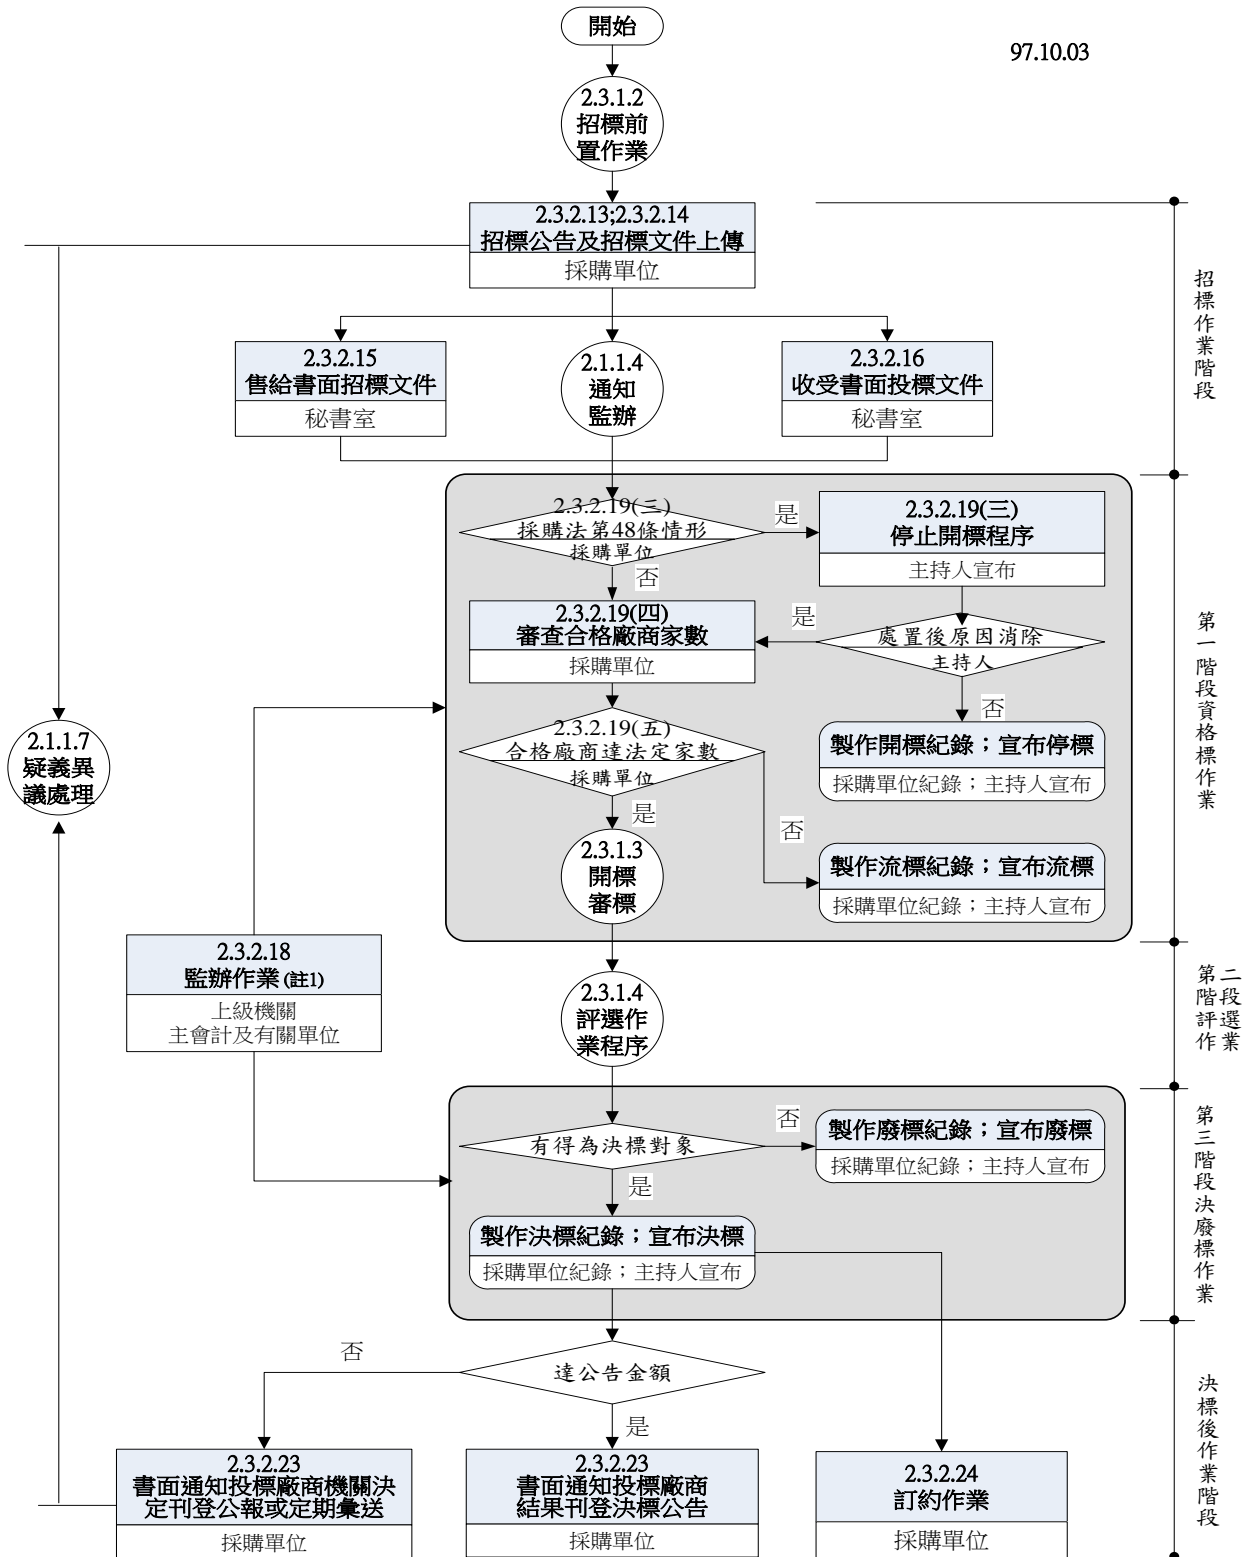 開始
97.10.03
2.3.1.2
招標前
置作業
2.3.2.13;2.3.2.14
招標公告及招標文件上傳
採購單位
招標作業階段
2.3.2.15
售給書面招標文件
秘書室
2.1.1.4
通知
監辦
2.3.2.16
收受書面投標文件
秘書室
2.3.2.19(三)
採購法第48條情形
採購單位
是
2.3.2.19(三)
停止開標程序
主持人宣布
否
2.3.2.19(四)
審查合格廠商家數
採購單位
是
處置後原因消除
主持人
第一階段資格標作業
否
2.3.2.19(五)
合格廠商達法定家數
採購單位
製作開標紀錄；宣布停標
採購單位紀錄；主持人宣布
2.1.1.7
疑義異
議處理
是
否
2.3.1.3
開標
審標
製作流標紀錄；宣布流標
採購單位紀錄；主持人宣布
2.3.2.18
監辦作業(註1)
上級機關
主會計及有關單位
2.3.1.4
評選作
業程序
第二
階段
評選
作業
否
有得為決標對象
製作廢標紀錄；宣布廢標
採購單位紀錄；主持人宣布
是
第三階段決廢標作業
製作決標紀錄；宣布決標
採購單位紀錄；主持人宣布
否
達公告金額
是
決標後作業階段
2.3.2.23
書面通知投標廠商機關決
定刊登公報或定期彙送
採購單位
2.3.2.23
書面通知投標廠商
結果刊登決標公告
採購單位
2.3.2.24
訂約作業
採購單位